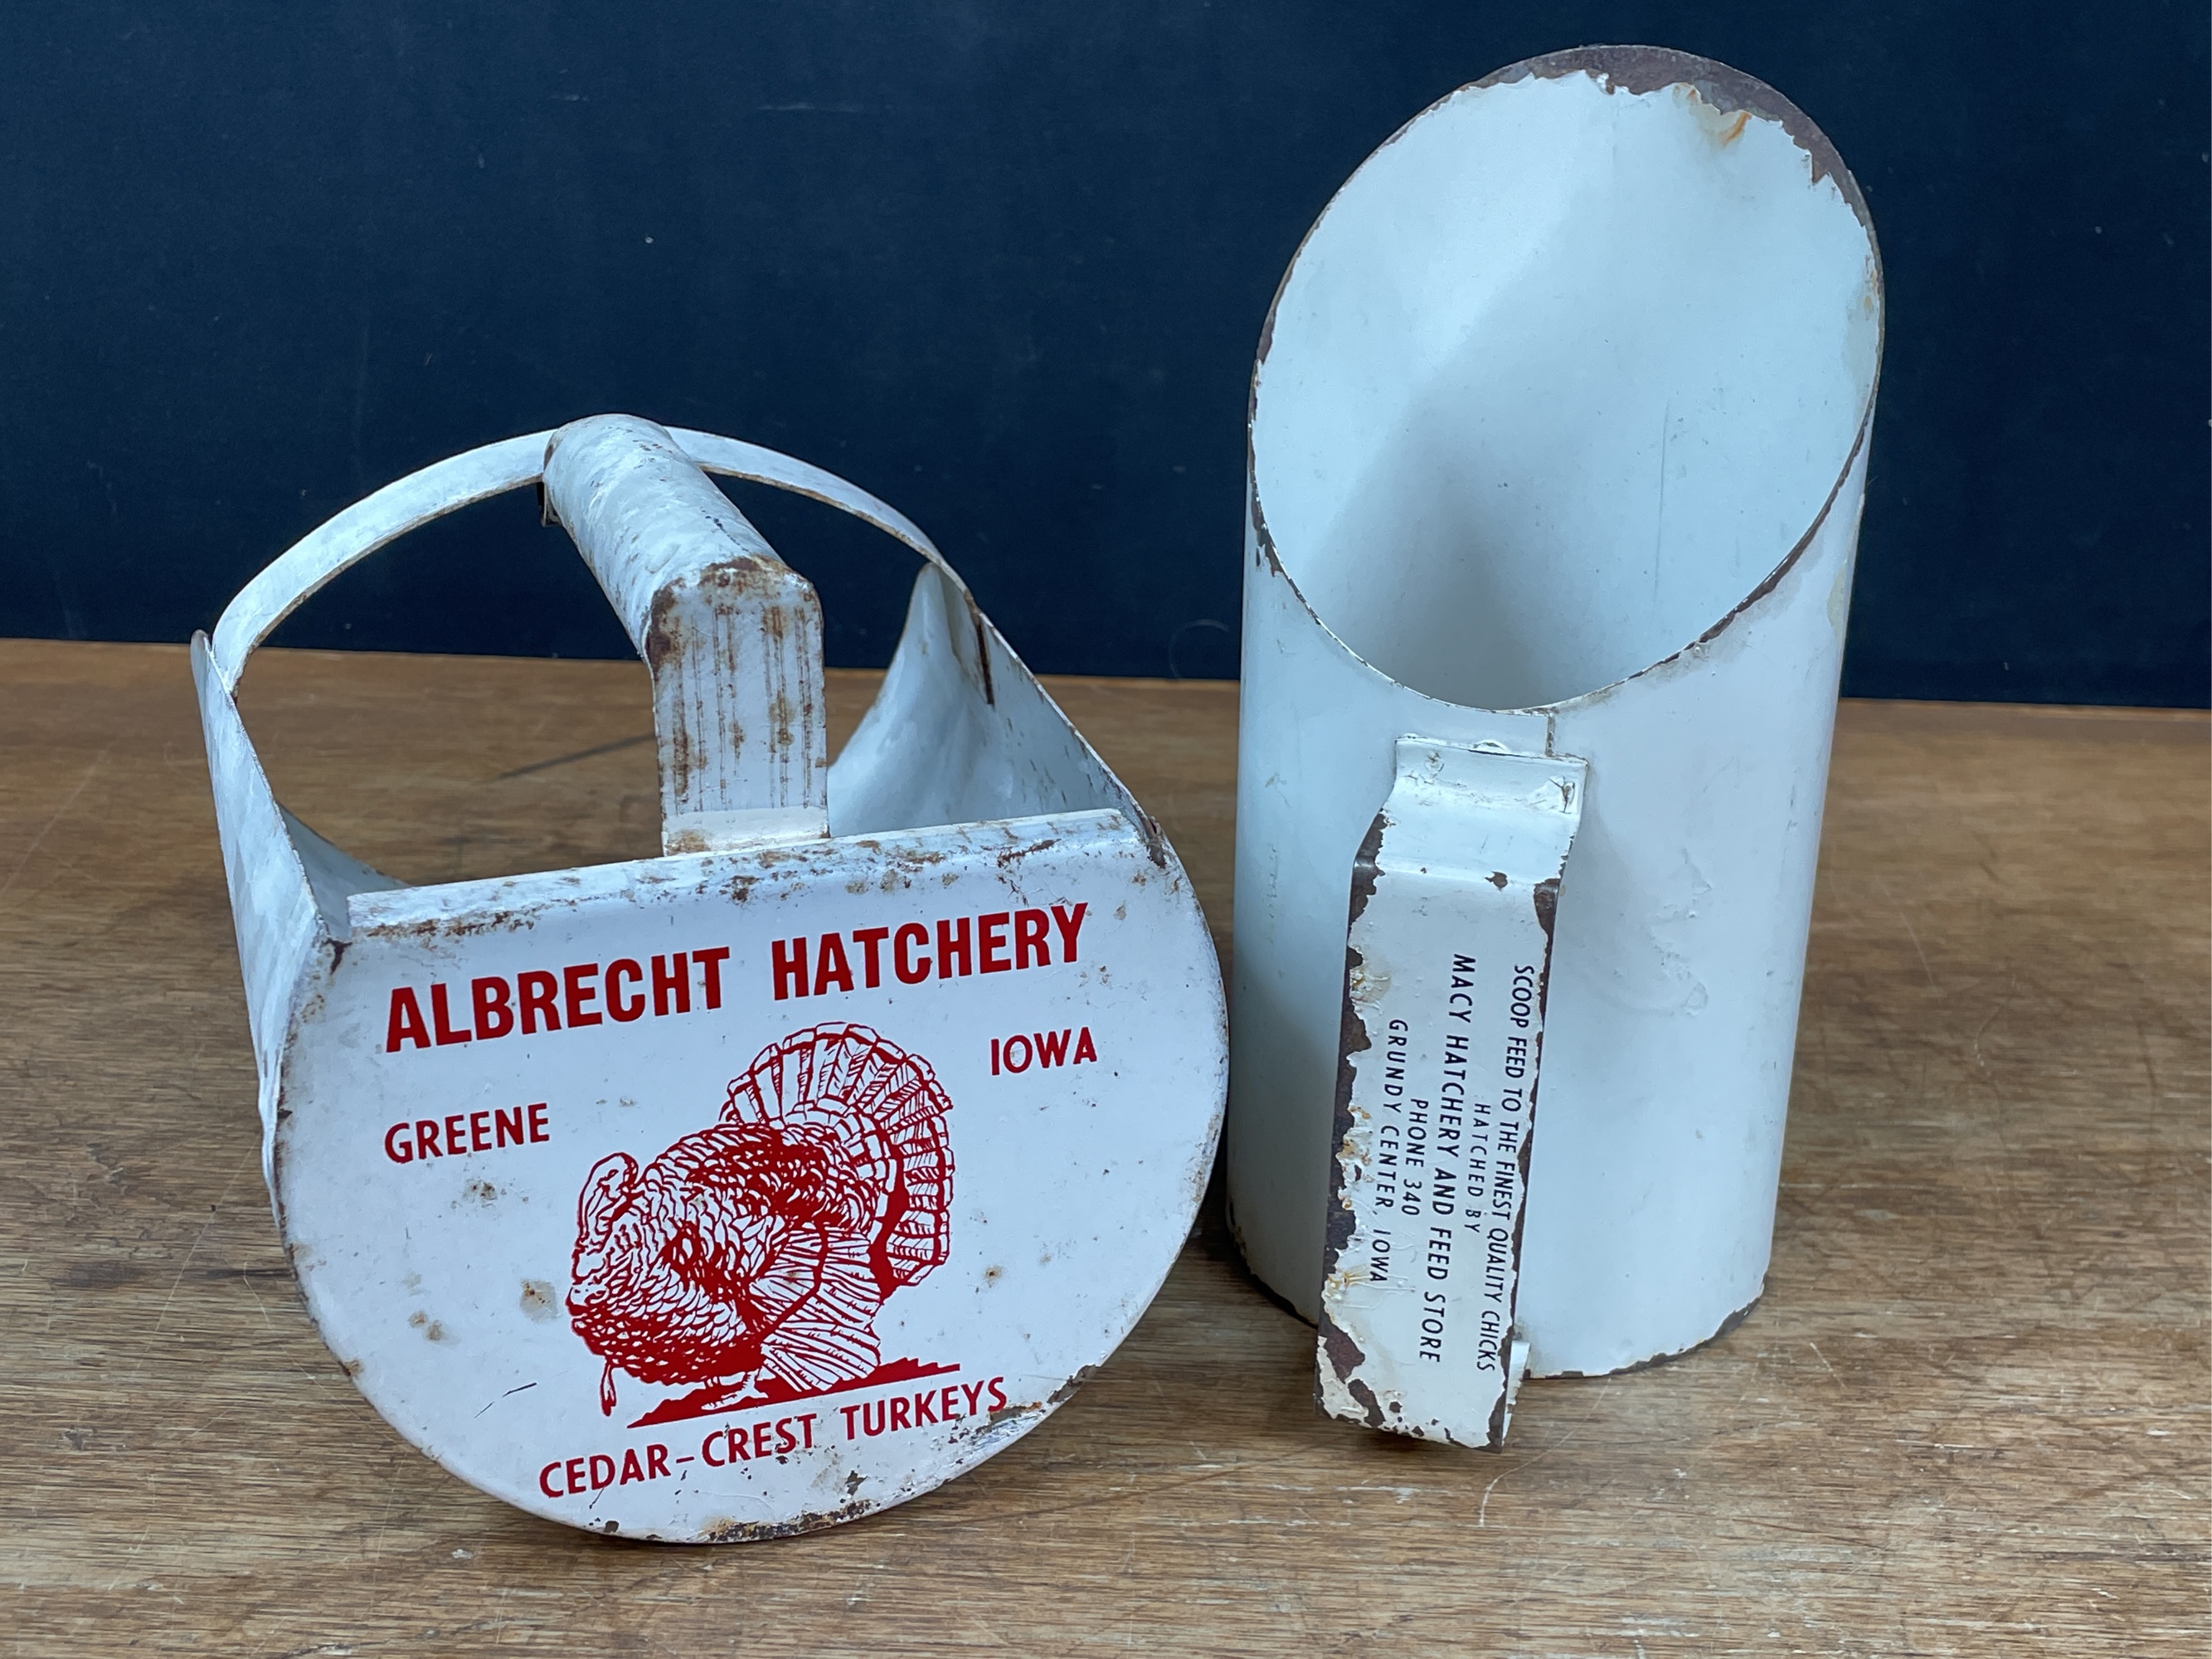 ALBRECHT HATCHERY
GREENE IOWA
CEDAR-CREST TURKEYS
SCOOP FEED TO THE FINEST QUALITY CHICKS
HATCHED BY
MACY HATCHERY AND FEED STORE
PHONE 340
GRUNDY CENTER, IOWA